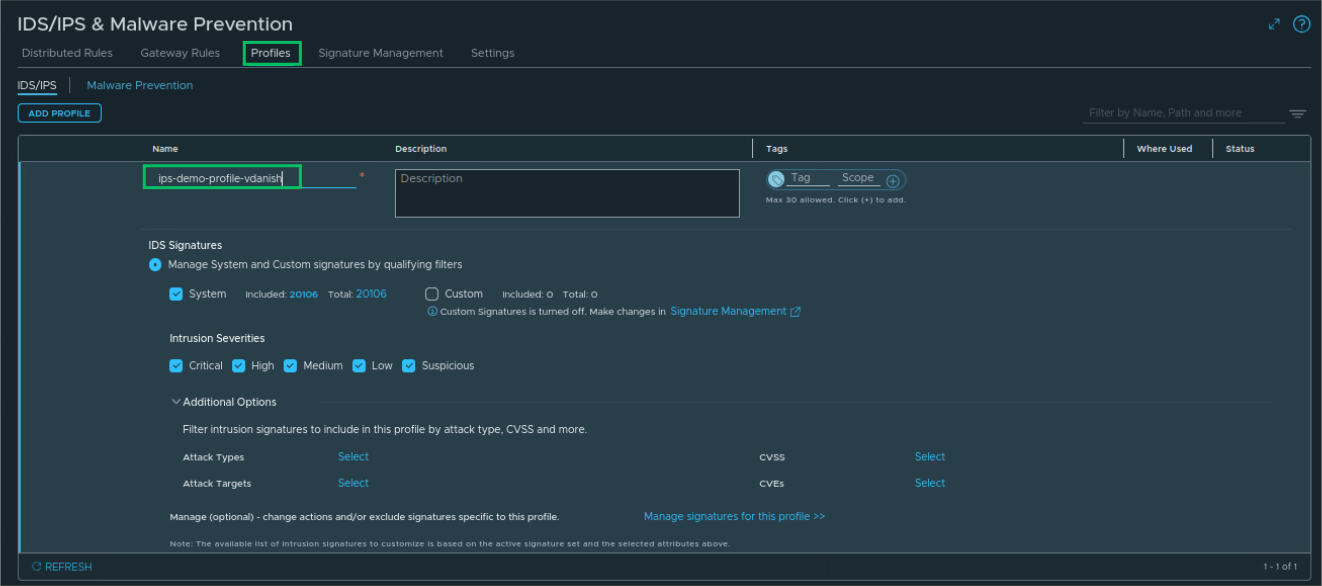 IDS/IPS & Malware Prevention
Distributed Rules Gateway Rules Profiles Signature Management Settings
IDS/IPS Malware Prevention
ADD PROFILE Filter by Name, Path and more
Name Description Tags Where Used Status
ips-demo-profile-vdanish * Description Tag Scope
Max 30 allowed. Click (+) to add.
IDS Signatures
Manage System and Custom signatures by qualifying filters
System Included: 20106 Total: 20106 Custom Included: 0 Total: 0
Custom Signatures is turned off. Make changes in Signature Management
Intrusion Severities
Critical High Medium Low Suspicious
Additional Options
Filter intrusion signatures to include in this profile by attack type, CVSS and more.
Attack Types Select CVSS Select
Attack Targets Select CVEs Select
Manage (optional) - change actions and/or exclude signatures specific to this profile. Manage signatures for this profile >>
Note: The available list of intrusion signatures to customize is based on the active signature set and the selected attributes above.
REFRESH 1 - 1 of 1